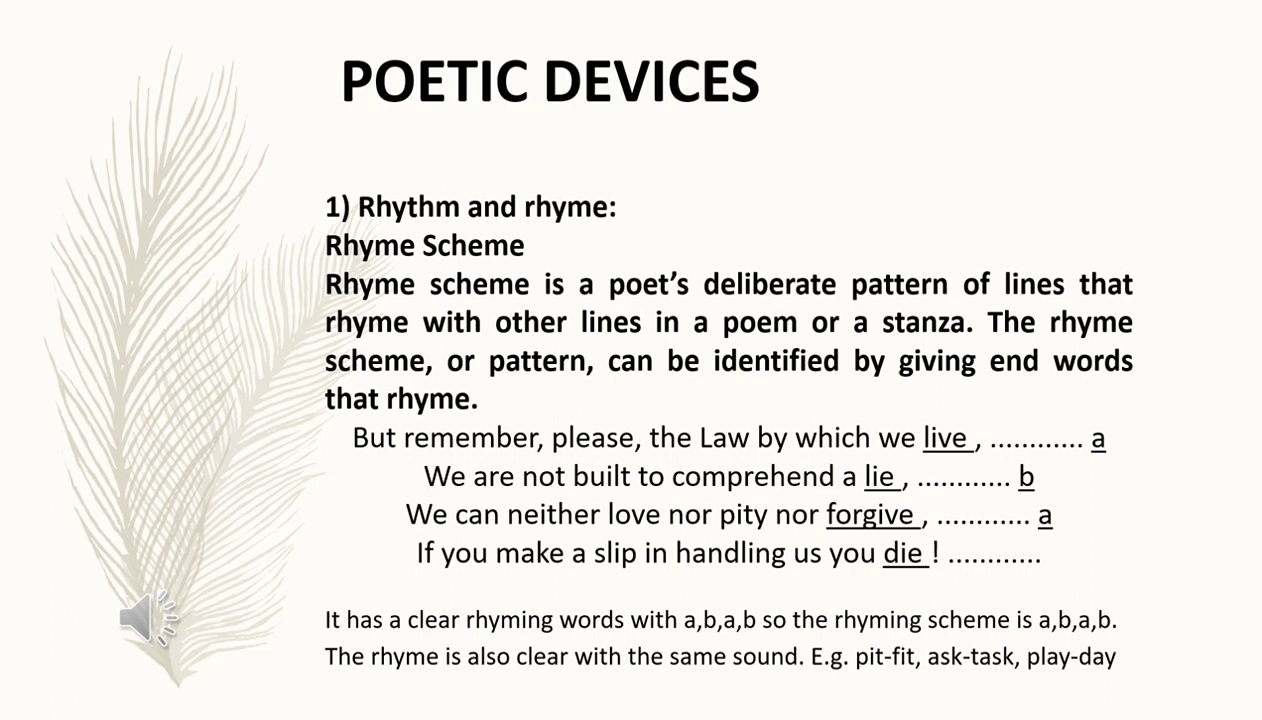 POETIC DEVICES
1) Rhythm and rhyme:
Rhyme Scheme
Rhyme scheme is a poet’s deliberate pattern of lines that
rhyme with other lines in a poem or a stanza. The rhyme
scheme, or pattern, can be identified by giving end words
that rhyme.
But remember, please, the Law by which we live , ............ a
We are not built to comprehend a lie , ............ b
We can neither love nor pity nor forgive , ............ a
If you make a slip in handling us you die ! ............
It has a clear rhyming words with a,b,a,b so the rhyming scheme is a,b,a,b.
The rhyme is also clear with the same sound. E.g. pit-fit, ask-task, play-day